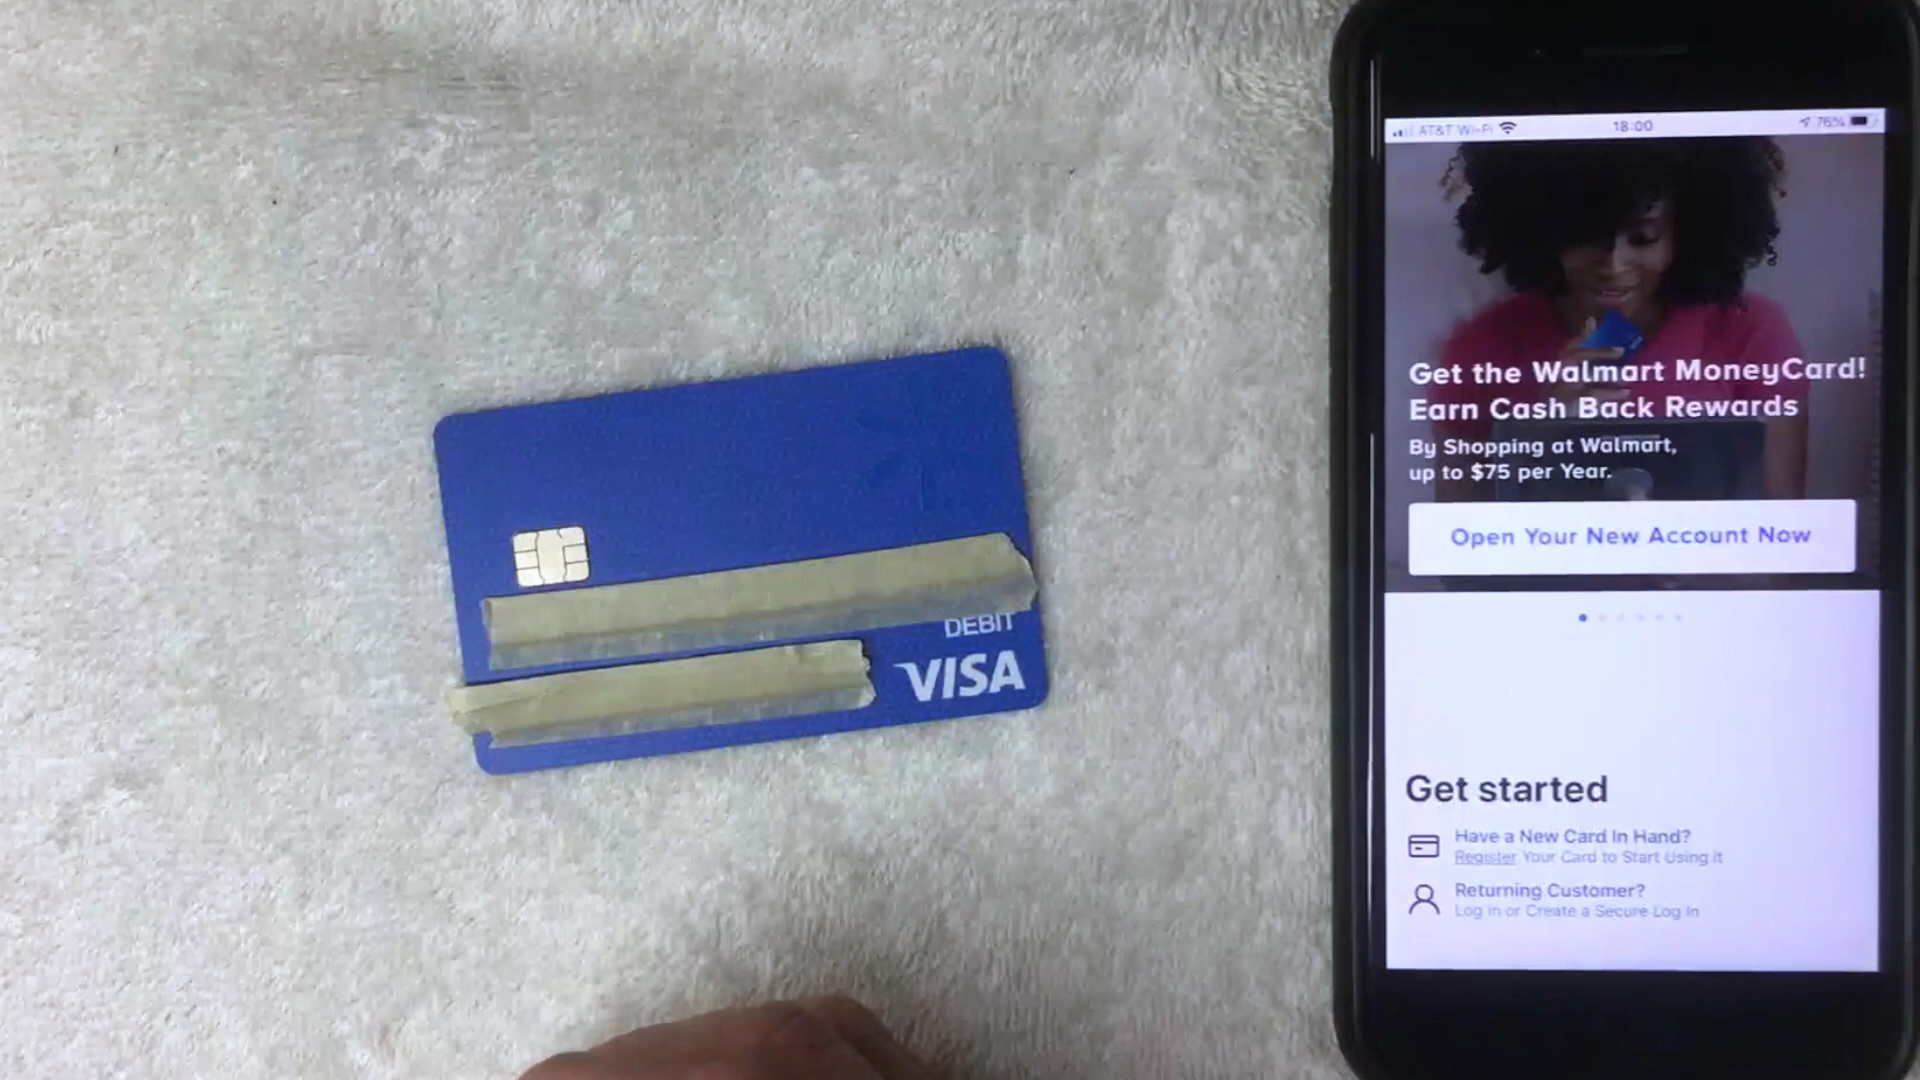 DEBIT
VISA
AT&T Wi-Fi
18:00
76%
Get the Walmart MoneyCard!
Earn Cash Back Rewards
By Shopping at Walmart,
up to $75 per Year.
Open Your New Account Now
Get started
Have a New Card In Hand?
Register Your Card to Start Using It
Returning Customer?
Log In or Create a Secure Log In